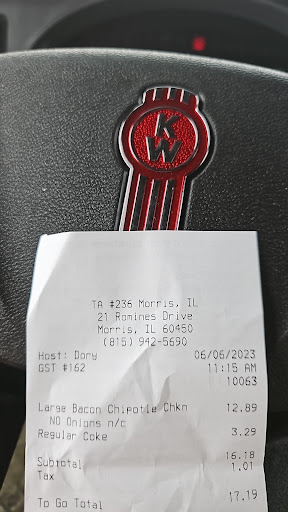 KW
TA #236 Morris, IL
21 Romines Drive
Morris, IL 60450
(815) 942-5690
Host: Dory 06/06/2023
GST #162 11:15 AM
10063
Large Bacon Chipotle Chkn 12.89
NO Onions n/c
Regular Coke 3.29
Subtotal 16.18
Tax 1.01
To Go Total 17.19